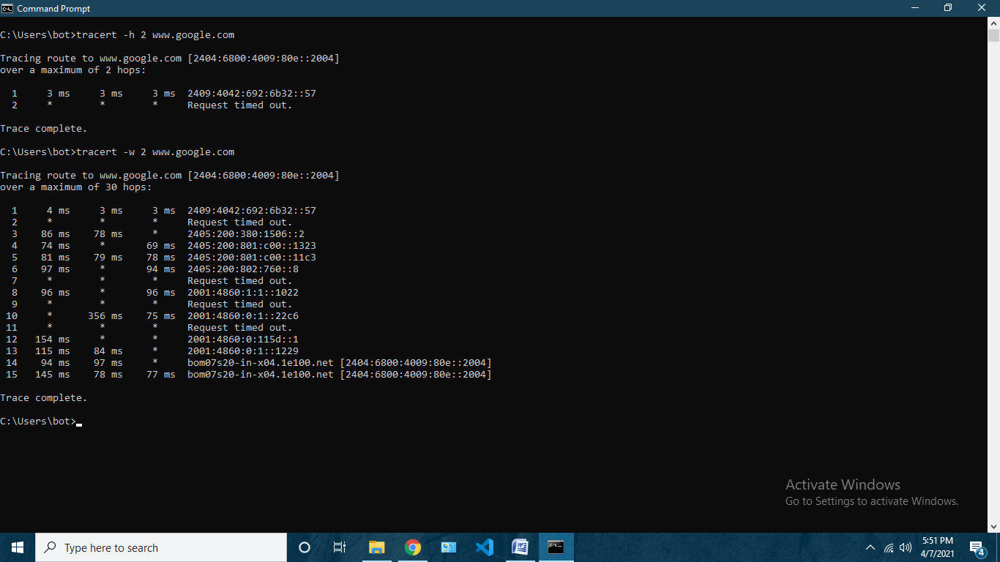 Command Prompt
C:\Users\bot>tracert -h 2 www.google.com
Tracing route to www.google.com [2404:6800:4009:80e::2004]
over a maximum of 2 hops:
1 3 ms 3 ms 3 ms 2409:4042:692:6b32::57
2 * * * Request timed out.
Trace complete.
C:\Users\bot>tracert -w 2 www.google.com
Tracing route to www.google.com [2404:6800:4009:80e::2004]
over a maximum of 30 hops:
1 4 ms 3 ms 3 ms 2409:4042:692:6b32::57
2 * * * Request timed out.
3 86 ms 78 ms * 2405:200:380:1506::2
4 74 ms * 69 ms 2405:200:801:c00::1323
5 81 ms 79 ms 78 ms 2405:200:801:c00::11c3
6 97 ms * 94 ms 2405:200:802:760::8
7 * * * Request timed out.
8 96 ms * 96 ms 2001:4860:1:1::1022
9 * * * Request timed out.
10 * 356 ms 75 ms 2001:4860:0:1::22c6
11 * * * Request timed out.
12 154 ms * * 2001:4860:0:115d::1
13 115 ms 84 ms * 2001:4860:0:1::1229
14 94 ms 97 ms * bom07s20-in-x04.1e100.net [2404:6800:4009:80e::2004]
15 145 ms 78 ms 77 ms bom07s20-in-x04.1e100.net [2404:6800:4009:80e::2004]
Trace complete.
C:\Users\bot>
Activate Windows
Go to Settings to activate Windows.
Type here to search
5:51 PM
4/7/2021
4